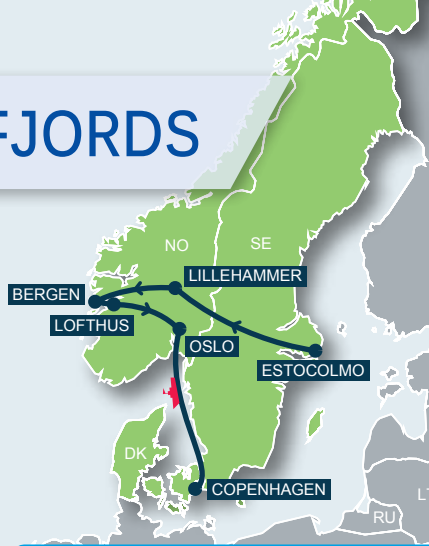 FJORDS
NO
SE
LILLEHAMMER
BERGEN
LOFTHUS
OSLO
ESTOCOLMO
DK
COPENHAGEN
RU